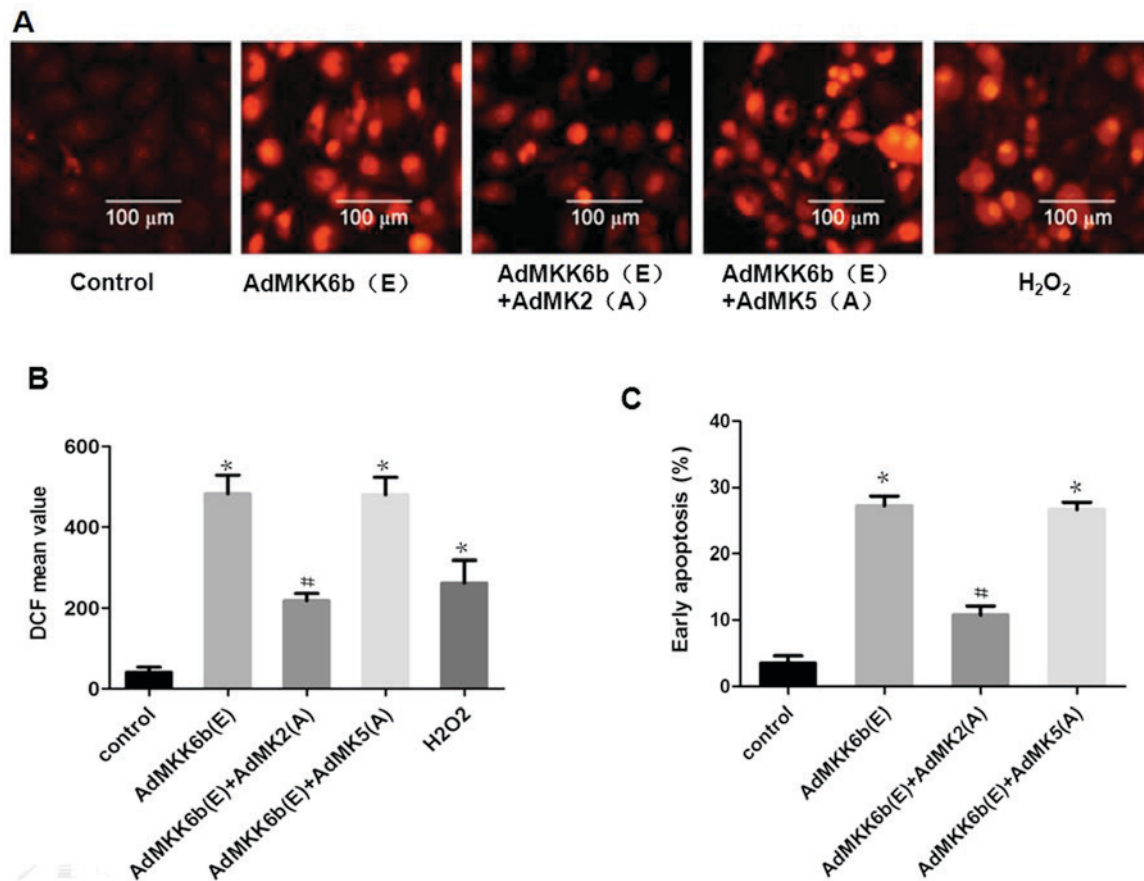 A
100 μm
100 μm
100 μm
100 μm
100 μm
Control
AdMKK6b（E）
AdMKK6b（E）
+AdMK2（A）
AdMKK6b（E）
+AdMK5（A）
H₂O₂
B
DCF mean value
600
400
200
0
*
#
*
*
control
AdMKK6b(E)
AdMKK6b(E)+AdMK2(A)
AdMKK6b(E)+AdMK5(A)
H2O2
C
Early apoptosis (%)
40
30
20
10
0
*
#
*
control
AdMKK6b(E)
AdMKK6b(E)+AdMK2(A)
AdMKK6b(E)+AdMK5(A)